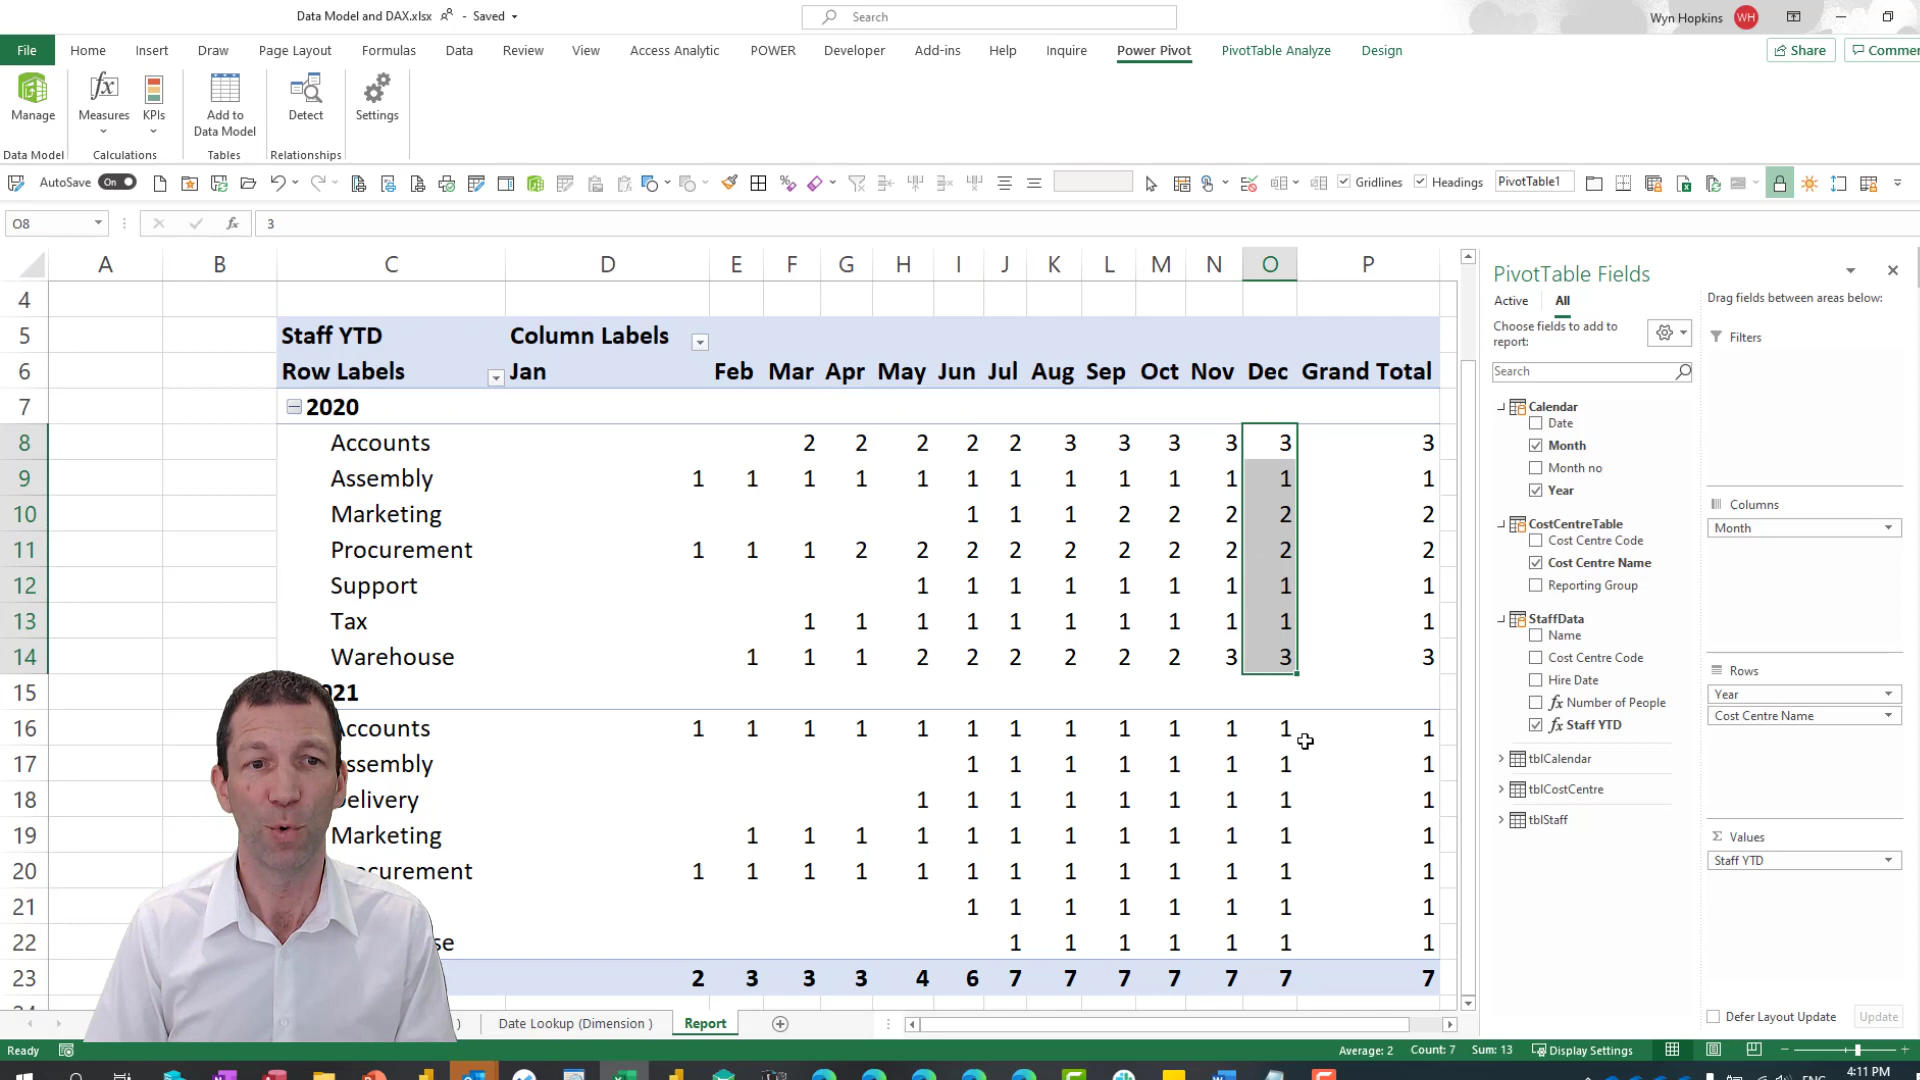 Data Model and DAX.xlsx - Saved
Search
Wyn Hopkins WH
File Home Insert Draw Page Layout Formulas Data Review View Access Analytic POWER Developer Add-ins Help Inquire Power Pivot PivotTable Analyze Design Share Comme
Manage Measures KPIs Add to Data Model Detect Settings
Data Model Calculations Tables Relationships
AutoSave On Gridlines Headings PivotTable1
O8 fx 3
A B C D E F G H I J K L M N O P
4
5 Staff YTD Column Labels
6 Row Labels Jan Feb Mar Apr May Jun Jul Aug Sep Oct Nov Dec Grand Total
7 2020
8 Accounts 2 2 2 2 2 3 3 3 3 3 3
9 Assembly 1 1 1 1 1 1 1 1 1 1 1 1 1
10 Marketing 1 1 1 2 2 2 2 2
11 Procurement 1 1 1 2 2 2 2 2 2 2 2 2 2
12 Support 1 1 1 1 1 1 1 1 1
13 Tax 1 1 1 1 1 1 1 1 1 1 1
14 Warehouse 1 1 1 2 2 2 2 2 2 3 3 3
15 021
16 Accounts 1 1 1 1 1 1 1 1 1 1 1 1 1
17 ssembly 1 1 1 1 1 1 1 1
18 Delivery 1 1 1 1 1 1 1 1 1
19 Marketing 1 1 1 1 1 1 1 1 1 1 1 1
20 ocurement 1 1 1 1 1 1 1 1 1 1 1 1 1
21 1 1 1 1 1 1 1 1
22 se 1 1 1 1 1 1 1
23 2 3 3 3 4 6 7 7 7 7 7 7 7
) Date Lookup (Dimension ) Report
Ready Average: 2 Count: 7 Sum: 13 Display Settings
4:11 PM
ENG
PivotTable Fields
Active All
Choose fields to add to report:
Search
Calendar
Date
Month
Month no
Year
CostCentreTable
Cost Centre Code
Cost Centre Name
Reporting Group
StaffData
Name
Cost Centre Code
Hire Date
fx Number of People
fx Staff YTD
tblCalendar
tblCostCentre
tblStaff
Drag fields between areas below:
Filters
Columns
Month
Rows
Year
Cost Centre Name
Σ Values
Staff YTD
Defer Layout Update Update